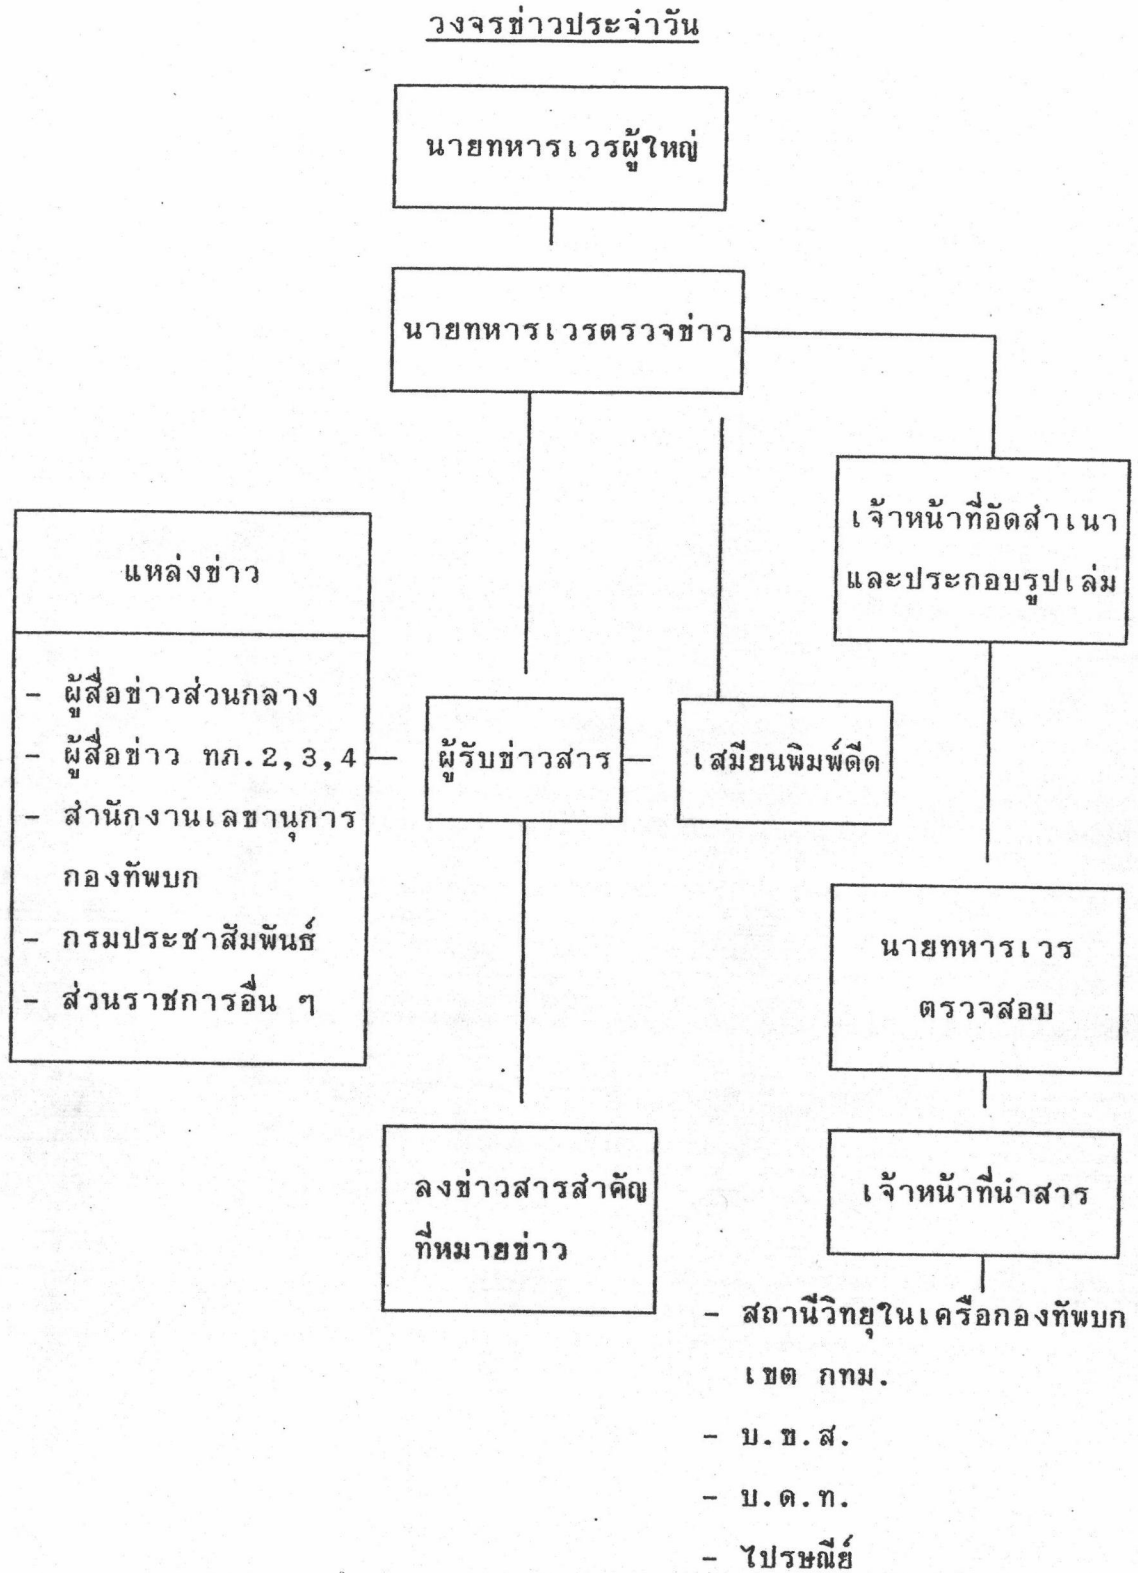 วงจรข่าวประจำวัน
นายทหารเวรผู้ใหญ่
นายทหารเวรตรวจข่าว
เจ้าหน้าที่อัดสำเนา
และประกอบรูปเล่ม
แหล่งข่าว
- ผู้สื่อข่าวส่วนกลาง
- ผู้สื่อข่าว ทภ.2,3,4
- สำนักงานเลขานุการ
กองทัพบก
- กรมประชาสัมพันธ์
- ส่วนราชการอื่น ๆ
ผู้รับข่าวสาร
เสมียนพิมพ์ดีด
นายทหารเวร
ตรวจสอบ
ลงข่าวสารสำคัญ
ที่หมายข่าว
เจ้าหน้าที่นำสาร
- สถานีวิทยุในเครือกองทัพบก
เขต กทม.
- บ.ข.ส.
- บ.ด.ท.
- ไปรษณีย์